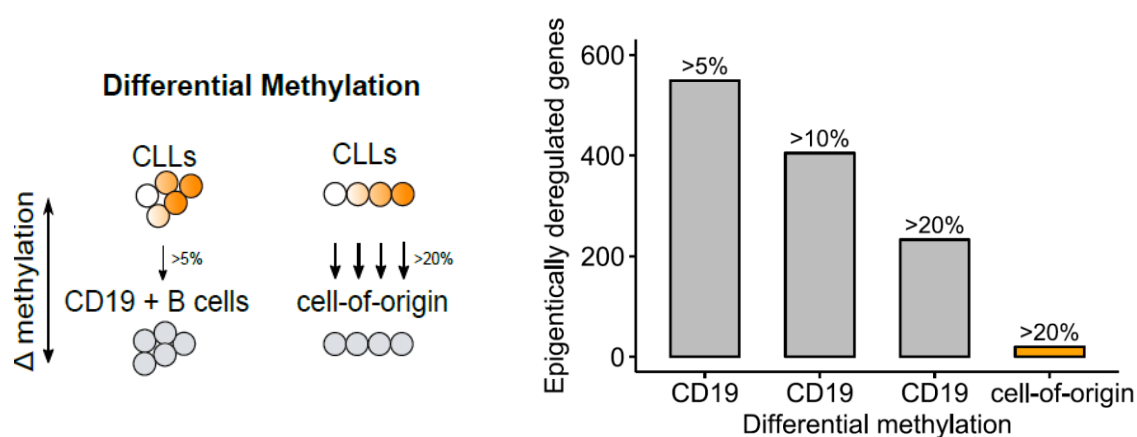 Differential Methylation
CLLs
CLLs
Δ methylation
>5%
>20%
CD19 + B cells
cell-of-origin
Epigentically deregulated genes
600
400
200
0
>5%
>10%
>20%
>20%
CD19
CD19
CD19
cell-of-origin
Differential methylation